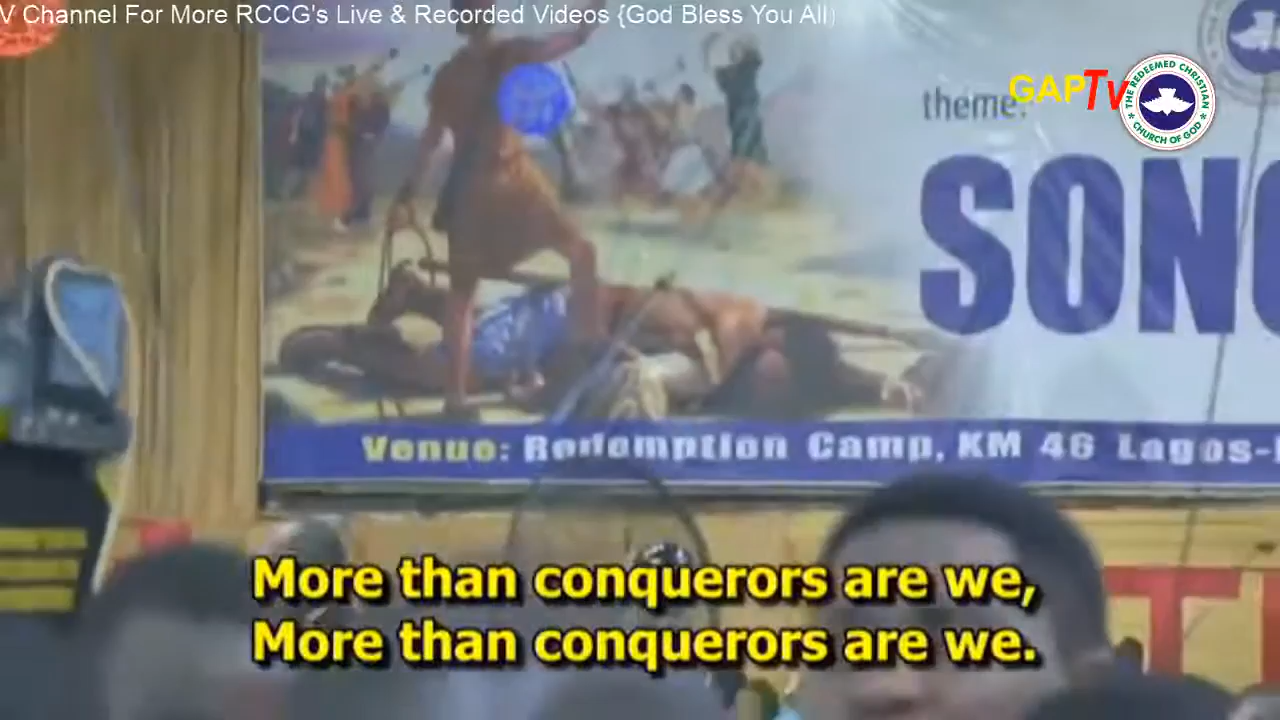 V Channel For More RCCG's Live & Recorded Videos {God Bless You All}
GAPTv
THE REDEEMED CHRISTIAN
CHURCH OF GOD
theme:
SONG
Venue: Redemption Camp, KM 46 Lagos-
More than conquerors are we,
More than conquerors are we.